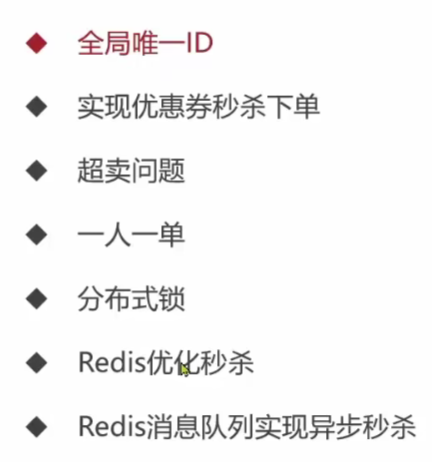 全局唯一ID
实现优惠券秒杀下单
超卖问题
一人一单
分布式锁
Redis优化秒杀
Redis消息队列实现异步秒杀